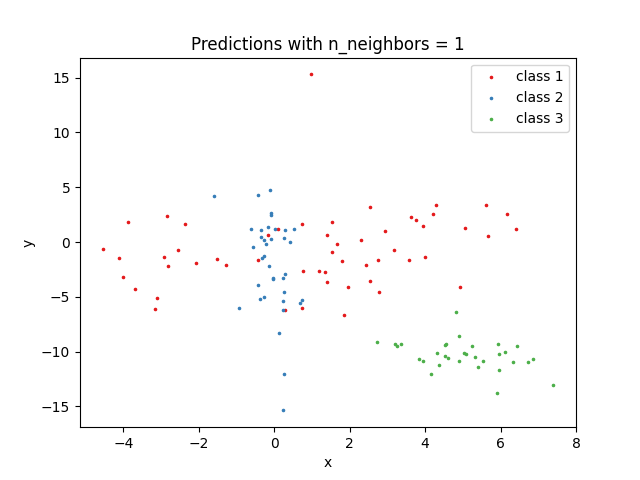 Predictions with n_neighbors = 1
class 1
class 2
class 3
15
10
5
0
−5
−10
−15
y
−4
−2
0
2
4
6
8
x